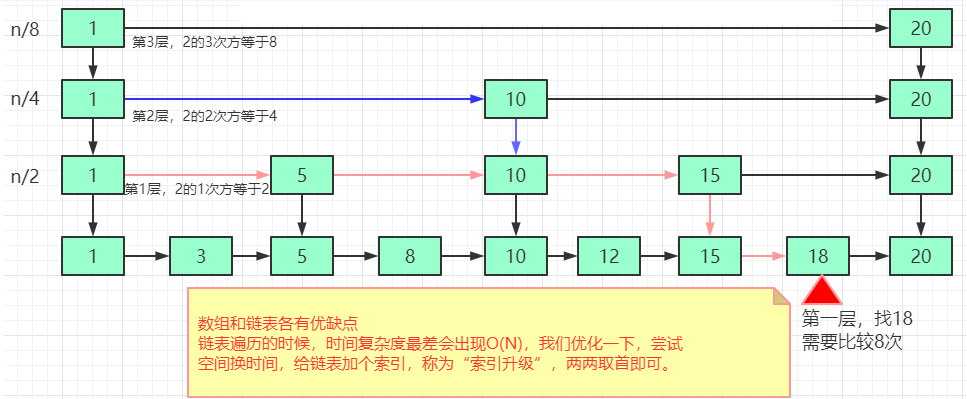 n/8
1
20
第3层，2的3次方等于8
n/4
1
10
20
第2层，2的2次方等于4
n/2
1
5
10
15
20
第1层，2的1次方等于2
1
3
5
8
10
12
15
18
20
数组和链表各有优缺点
链表遍历的时候，时间复杂度最差会出现O(N)，我们优化一下，尝试
空间换时间，给链表加个索引，称为“索引升级”，两两取首即可。
第一层，找18
需要比较8次